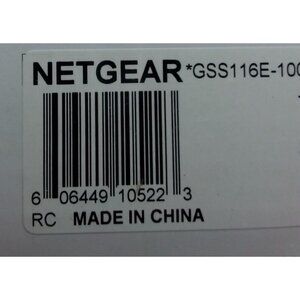 NETGEAR *GSS116E-100
6 06449 10522 3
RC MADE IN CHINA